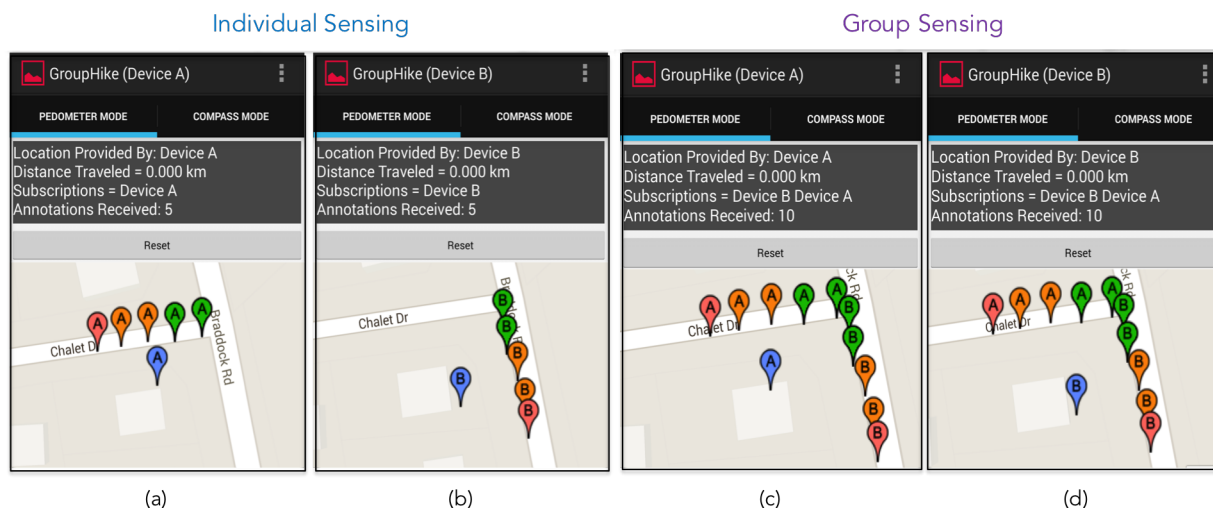 Individual Sensing
Group Sensing
GroupHike (Device A)
PEDOMETER MODE
COMPASS MODE
Location Provided By: Device A
Distance Traveled = 0.000 km
Subscriptions = Device A
Annotations Received: 5
Reset
A A A A A
Chalet D
A
Braddock Rd
(a)
GroupHike (Device B)
PEDOMETER MODE
COMPASS MODE
Location Provided By: Device B
Distance Traveled = 0.000 km
Subscriptions = Device B
Annotations Received: 5
Reset
B
Chalet Dr
B
B
B
B
B
(b)
GroupHike (Device A)
PEDOMETER MODE
COMPASS MODE
Location Provided By: Device A
Distance Traveled = 0.000 km
Subscriptions = Device B Device A
Annotations Received: 10
Reset
ck Rd
A A A A A
B
Chalet Dr
B
A
B
B
B
(c)
GroupHike (Device B)
PEDOMETER MODE
COMPASS MODE
Location Provided By: Device B
Distance Traveled = 0.000 km
Subscriptions = Device B Device A
Annotations Received: 10
Reset
ck Rd
A A A A A
B
Chalet Dr
B
B
B
B
B
(d)